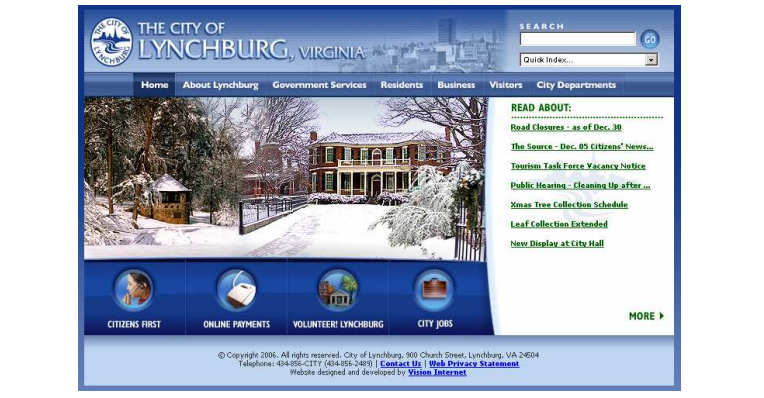 THE CITY OF
LYNCHBURG
THE CITY OF
LYNCHBURG, VIRGINIA
SEARCH
GO
Quick Index...
Home
About Lynchburg
Government Services
Residents
Business
Visitors
City Departments
READ ABOUT:
Road Closures - as of Dec. 30
The Source - Dec. 05 Citizens' News...
Tourism Task Force Vacancy Notice
Public Hearing - Cleaning Up after ...
Xmas Tree Collection Schedule
Leaf Collection Extended
New Display at City Hall
MORE
CITIZENS FIRST
ONLINE PAYMENTS
VOLUNTEER! LYNCHBURG
CITY JOBS
© Copyright 2006. All rights reserved. City of Lynchburg, 900 Church Street, Lynchburg, VA 24504
Telephone: 434-856-CITY (434-856-2489) | Contact Us | Web Privacy Statement
Website designed and developed by Vision Internet